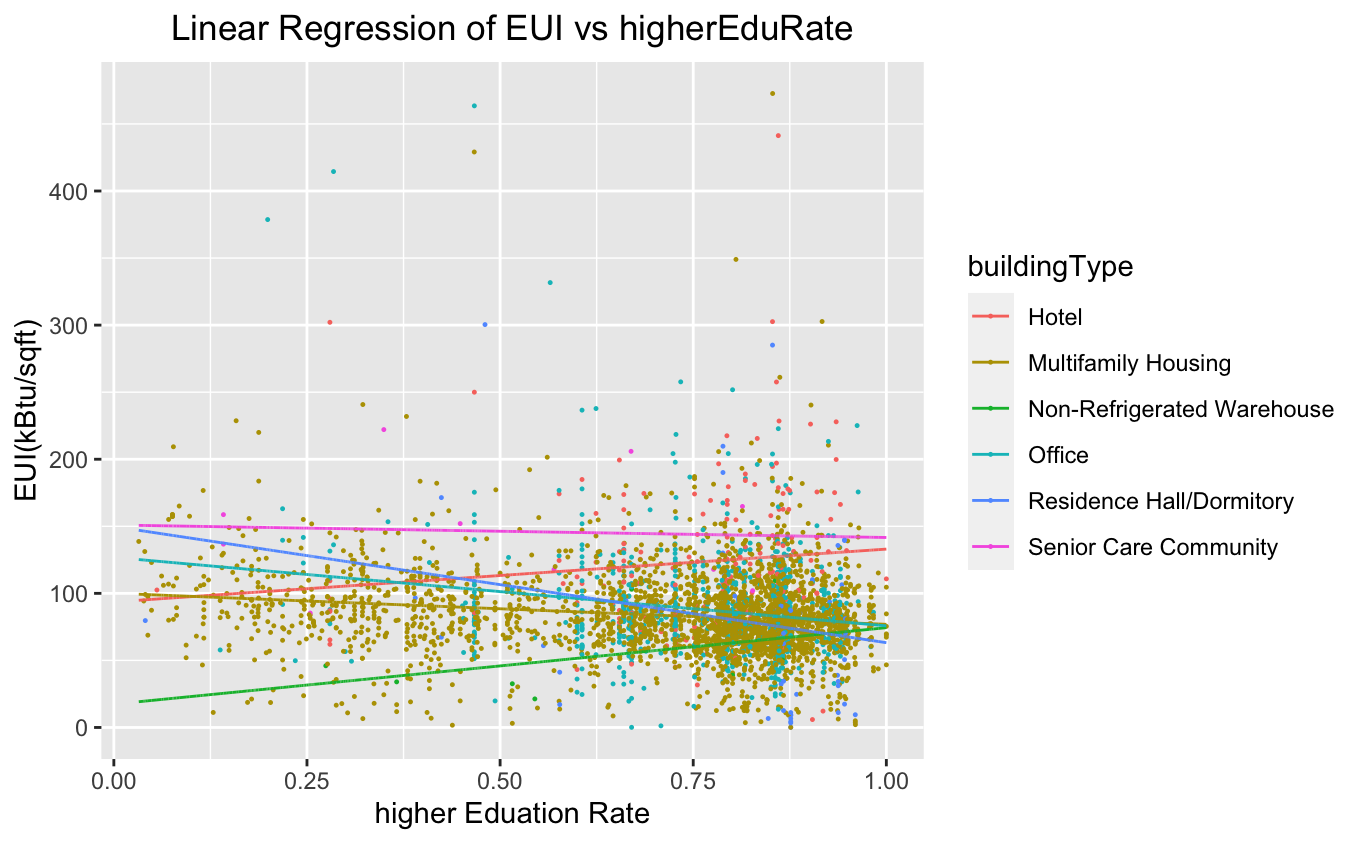 Linear Regression of EUI vs higherEduRate
EUI(kBtu/sqft)
400
300
200
100
0
0.00
0.25
0.50
0.75
1.00
higher Eduation Rate
buildingType
Hotel
Multifamily Housing
Non-Refrigerated Warehouse
Office
Residence Hall/Dormitory
Senior Care Community